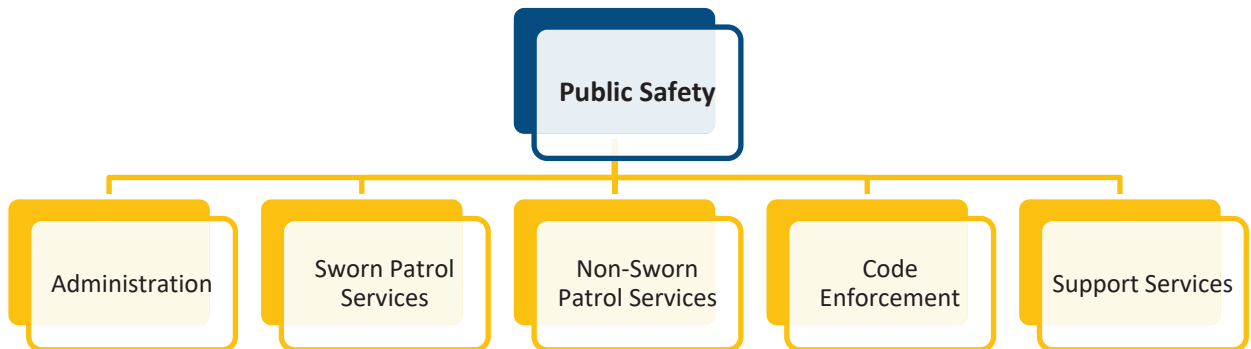 Public Safety
Administration
Sworn Patrol
Services
Non-Sworn
Patrol Services
Code
Enforcement
Support Services